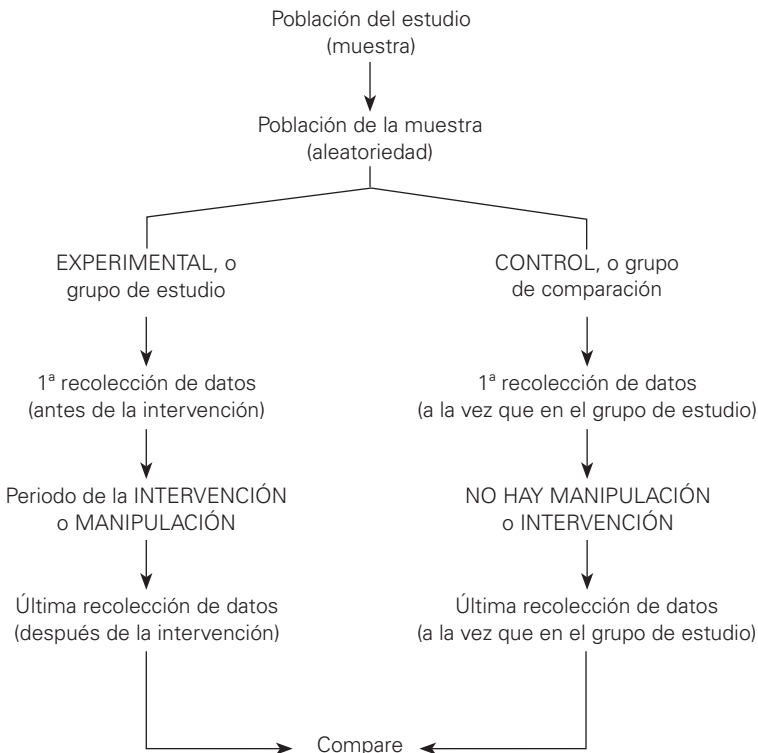 Población del estudio
(muestra)
Población de la muestra
(aleatoriedad)
EXPERIMENTAL, o
grupo de estudio
CONTROL, o grupo
de comparación
1ª recolección de datos
(antes de la intervención)
1ª recolección de datos
(a la vez que en el grupo de estudio)
Periodo de la INTERVENCIÓN
o MANIPULACIÓN
NO HAY MANIPULACIÓN
o INTERVENCIÓN
Última recolección de datos
(después de la intervención)
Última recolección de datos
(a la vez que en el grupo de estudio)
Compare